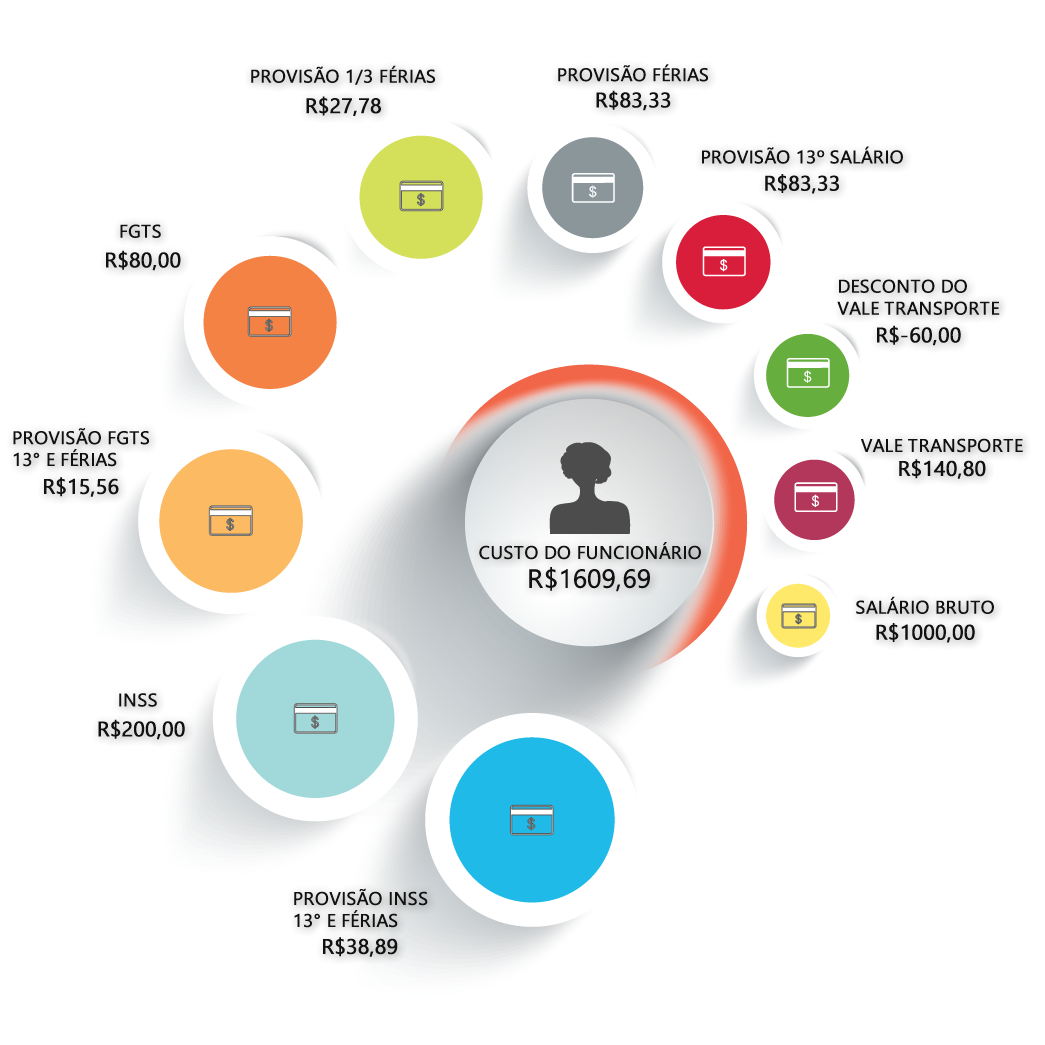 PROVISÃO 1/3 FÉRIAS
R$27,78
PROVISÃO FÉRIAS
R$83,33
PROVISÃO 13º SALÁRIO
R$83,33
DESCONTO DO
VALE TRANSPORTE
R$-60,00
VALE TRANSPORTE
R$140,80
SALÁRIO BRUTO
R$1000,00
FGTS
R$80,00
PROVISÃO FGTS
13° E FÉRIAS
R$15,56
INSS
R$200,00
PROVISÃO INSS
13° E FÉRIAS
R$38,89
CUSTO DO FUNCIONÁRIO
R$1609,69
$
$
$
$
$
$
$
$
$
$